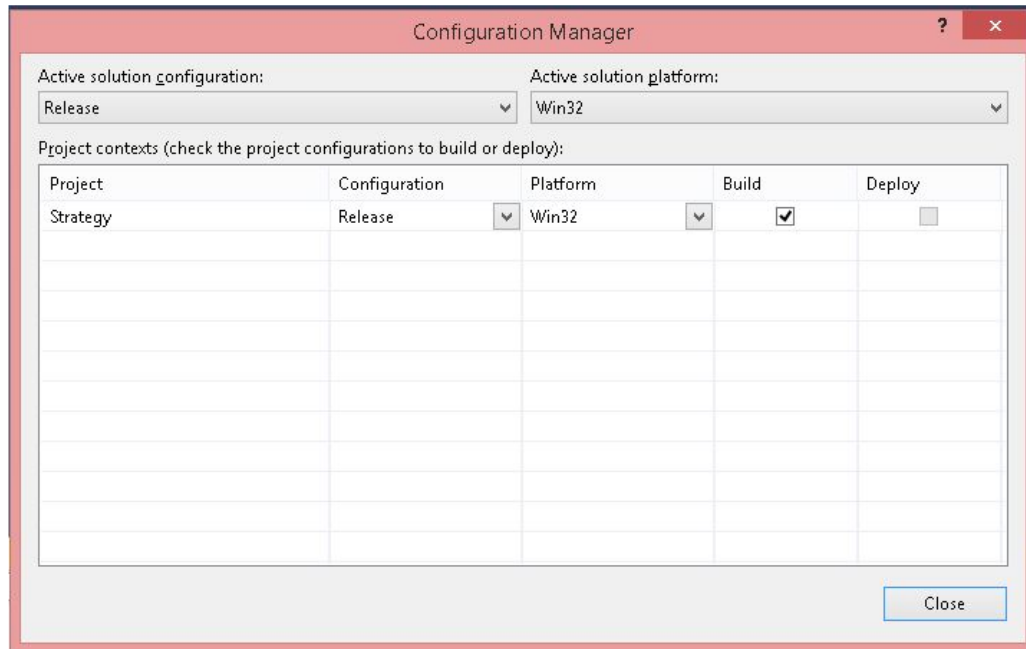 Configuration Manager
?
Active solution configuration: Active solution platform:
Release Win32
Project contexts (check the project configurations to build or deploy):
Project Configuration Platform Build Deploy
Strategy Release Win32
Close